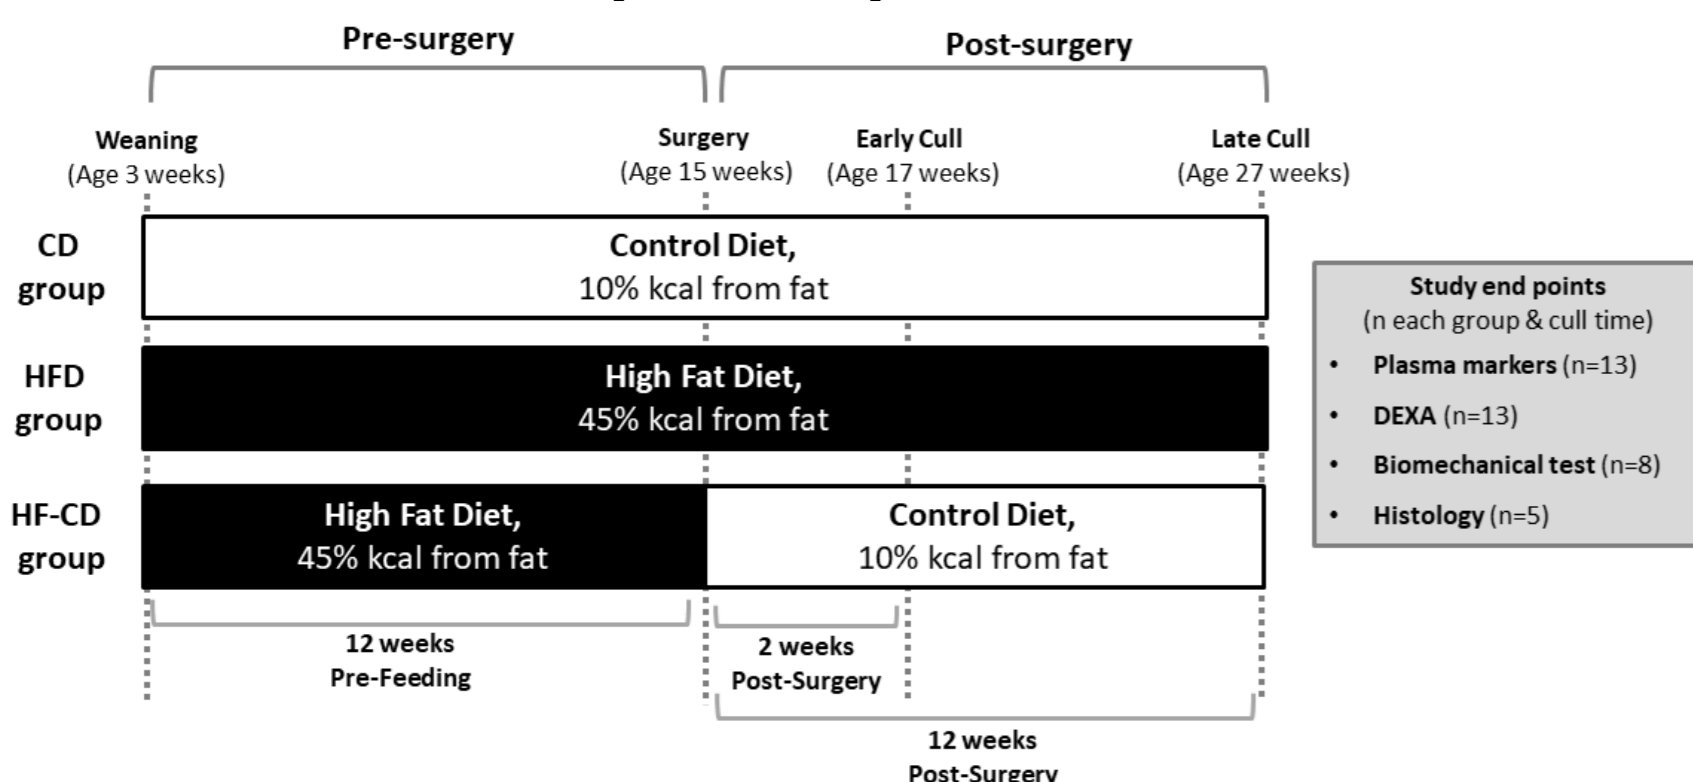 Pre-surgery
Post-surgery
Weaning
(Age 3 weeks)
Surgery
(Age 15 weeks)
Early Cull
(Age 17 weeks)
Late Cull
(Age 27 weeks)
CD
group
Control Diet,
10% kcal from fat
HFD
group
High Fat Diet,
45% kcal from fat
HF-CD
group
High Fat Diet,
45% kcal from fat
Control Diet,
10% kcal from fat
12 weeks
Pre-Feeding
2 weeks
Post-Surgery
12 weeks
Post-Surgery
Study end points
(n each group & cull time)
• Plasma markers (n=13)
• DEXA (n=13)
• Biomechanical test (n=8)
• Histology (n=5)